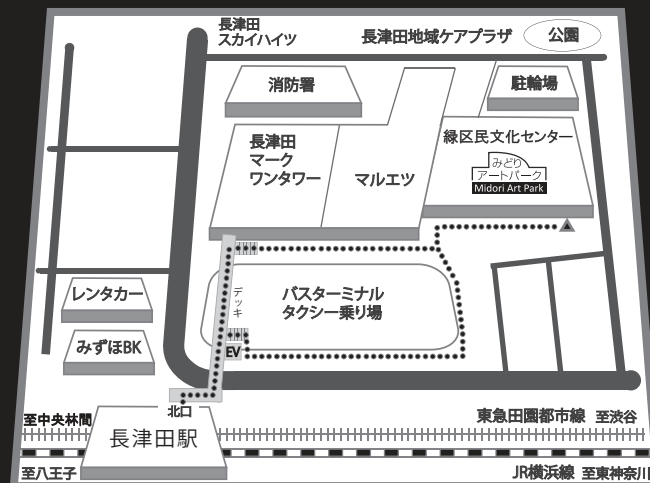 長津田
スカイハイツ
長津田地域ケアプラザ
公園
消防署
駐輪場
長津田
マーク
ワンタワー
マルエツ
緑区民文化センター
みどり
アートパーク
Midori Art Park
レンタカー
みずほBK
デッキ
バスターミナル
タクシー乗り場
EV
北口
長津田駅
至中央林間
東急田園都市線 至渋谷
至八王子
JR横浜線 至東神奈川